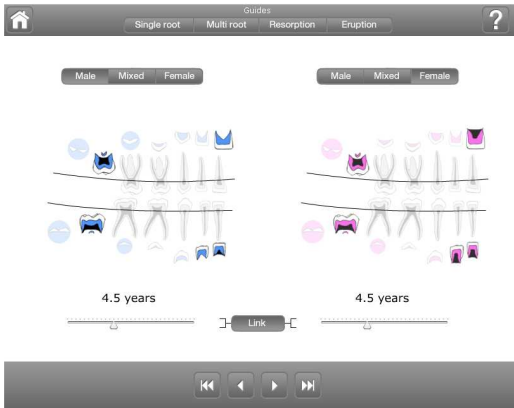 Guides
Single root Multi root Resorption Eruption
?
Male Mixed Female
Male Mixed Female
4.5 years
4.5 years
Link